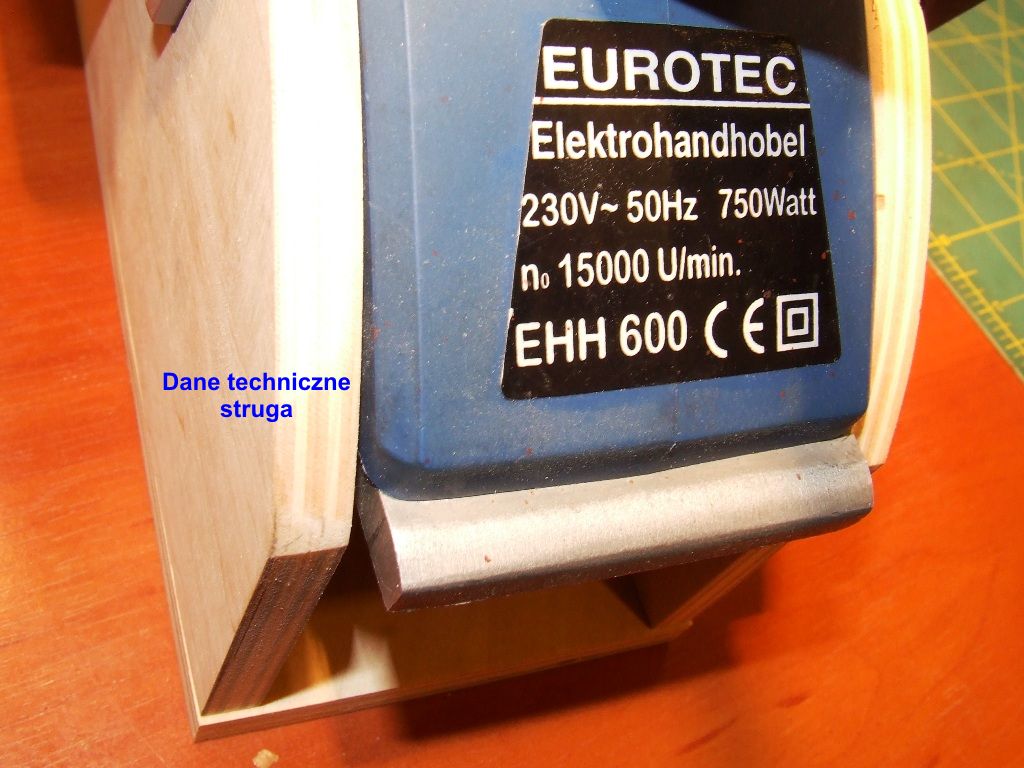 EUROTEC
Elektrohandhobel
230V~ 50Hz 750Watt
n₀ 15000 U/min.
EHH 600 CE
Dane techniczne
struga